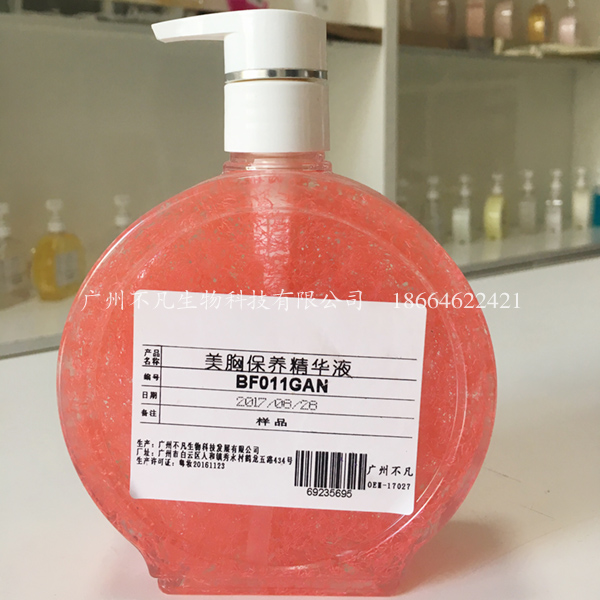 广州不凡生物科技有限公司 18664622421
产品名称 美胸保养精华液
编号 BF011GAN
日期 2017/08/28
备注 样品
生产：广州不凡生物科技发展有限公司
厂址：广州市白云区人和镇秀水村鹤龙五路434号
生产许可证：粤妆20161123
69235695
广州不凡
OEM-17027